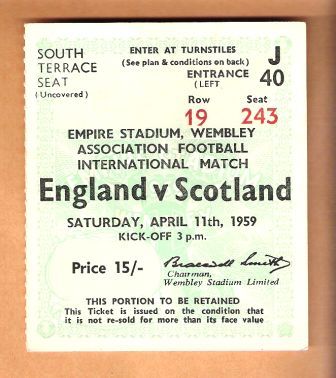 SOUTH TERRACE SEAT
(Uncovered)
ENTER AT TURNSTILES
(See plan & conditions on back)
J
ENTRANCE
(LEFT
40
Row
Seat
19
243
EMPIRE STADIUM, WEMBLEY
ASSOCIATION FOOTBALL
INTERNATIONAL MATCH
England v Scotland
SATURDAY, APRIL 11th, 1959
KICK-OFF 3 p.m.
Price 15/-
Bracewell Smith
Chairman,
Wembley Stadium Limited
THIS PORTION TO BE RETAINED
This Ticket is issued on the condition that
it is not re-sold for more than its face value